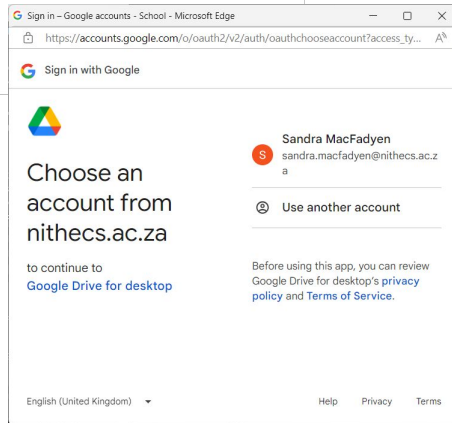 Sign in – Google accounts - School - Microsoft Edge
https://accounts.google.com/o/oauth2/v2/auth/oauthchooseaccount?access_ty...
Sign in with Google
Choose an
account from
nithecs.ac.za
to continue to
Google Drive for desktop
S
Sandra MacFadyen
sandra.macfadyen@nithecs.ac.z
a
Use another account
Before using this app, you can review
Google Drive for desktop's privacy
policy and Terms of Service.
English (United Kingdom)
Help Privacy Terms